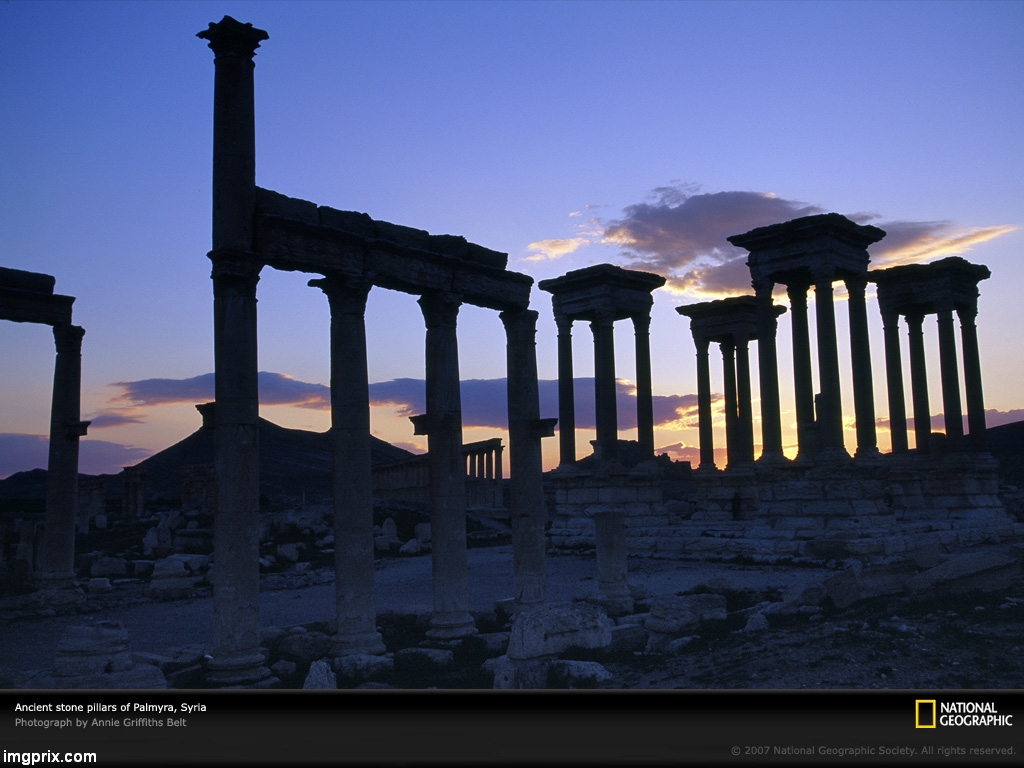 Ancient stone pillars of Palmyra, Syria
Photograph by Annie Griffiths Belt
NATIONAL
GEOGRAPHIC
© 2007 National Geographic Society. All rights reserved.
imgprix.com